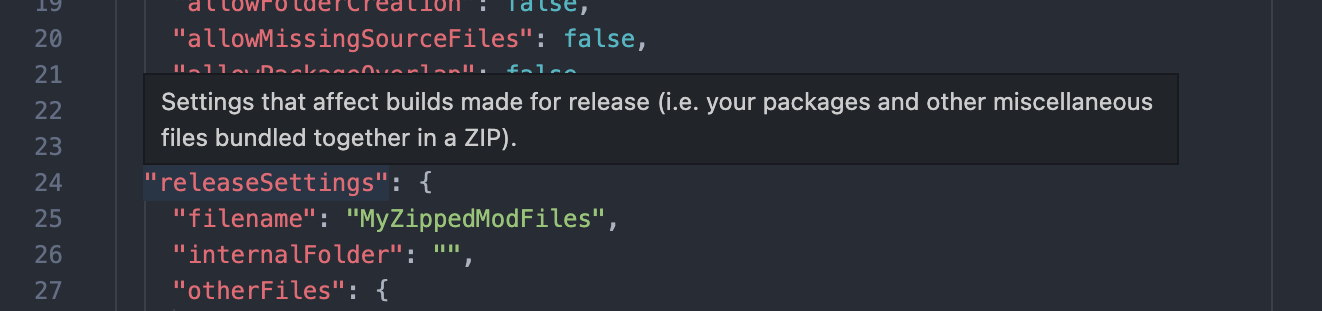 19 "allowFolderCreation": false,
20 "allowMissingSourceFiles": false,
21 "allowPackageOverlap": false
22
Settings that affect builds made for release (i.e. your packages and other miscellaneous
files bundled together in a ZIP).
23
24 "releaseSettings": {
25 "filename": "MyZippedModFiles",
26 "internalFolder": "",
27 "otherFiles": {